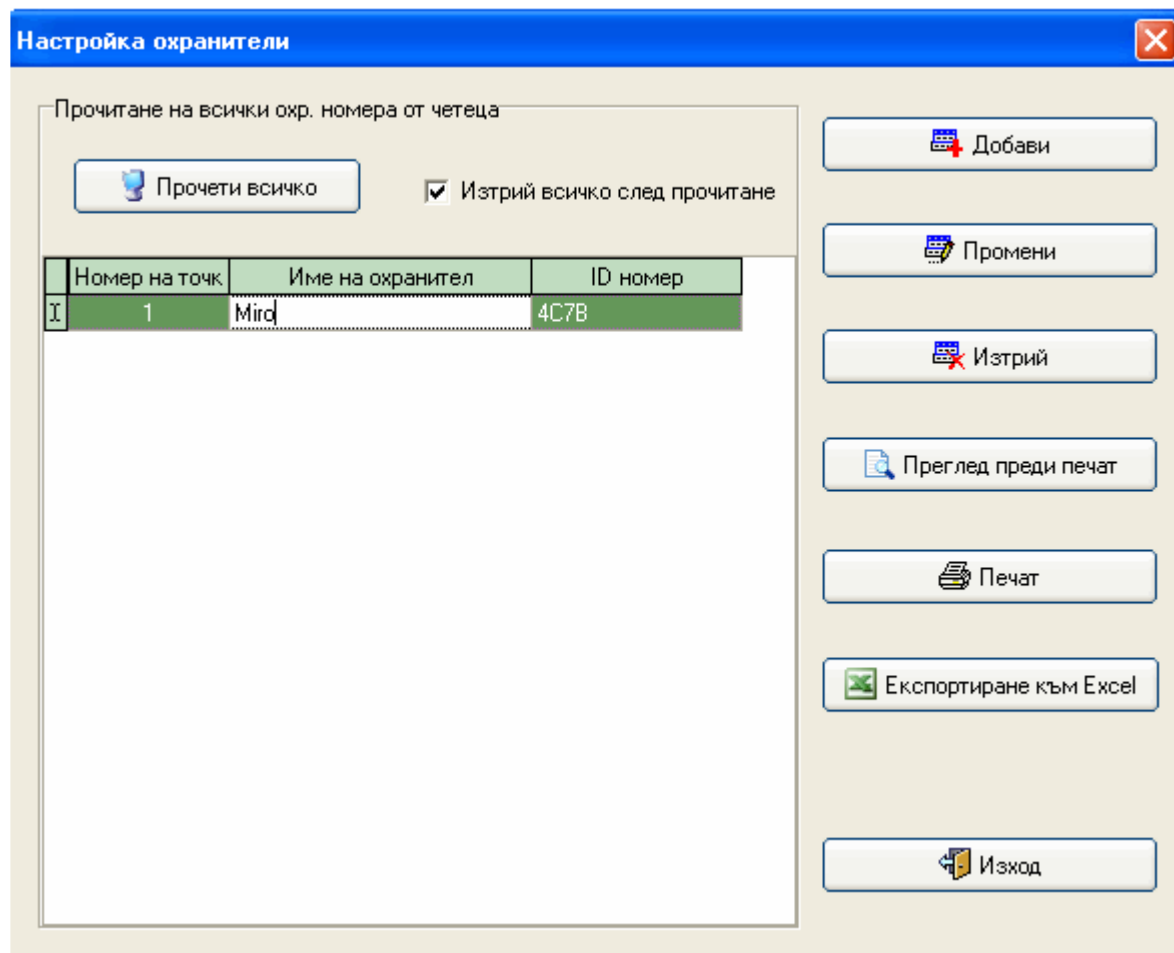 Настройка охранители
Прочитане на всички охр. номера от четеца
Прочети всичко
Изтрий всичко след прочитане
Номер на точк Име на охранител ID номер
1 Miro 4C7B
Добави
Промени
Изтрий
Преглед преди печат
Печат
Експортиране към Excel
Изход